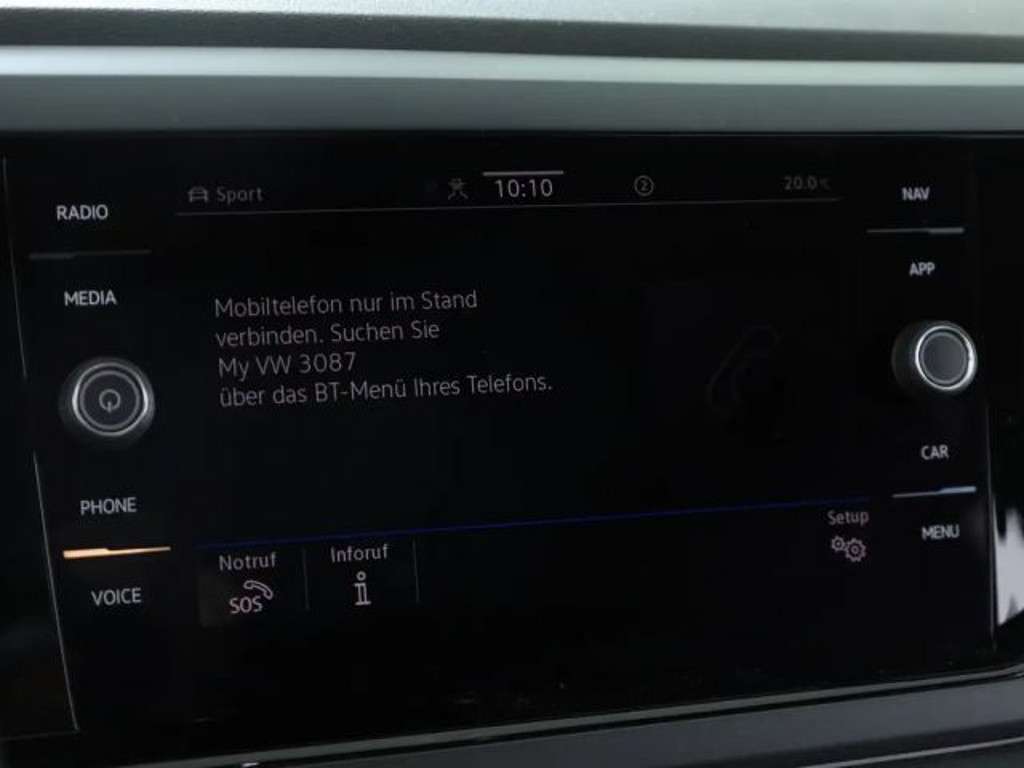 RADIO
MEDIA
PHONE
VOICE
Sport
10:10
2
20.0°C
Mobiltelefon nur im Stand
verbinden. Suchen Sie
My VW 3087
über das BT-Menü Ihres Telefons.
Notruf
SOS
Inforuf
i
Setup
NAV
APP
CAR
MENU